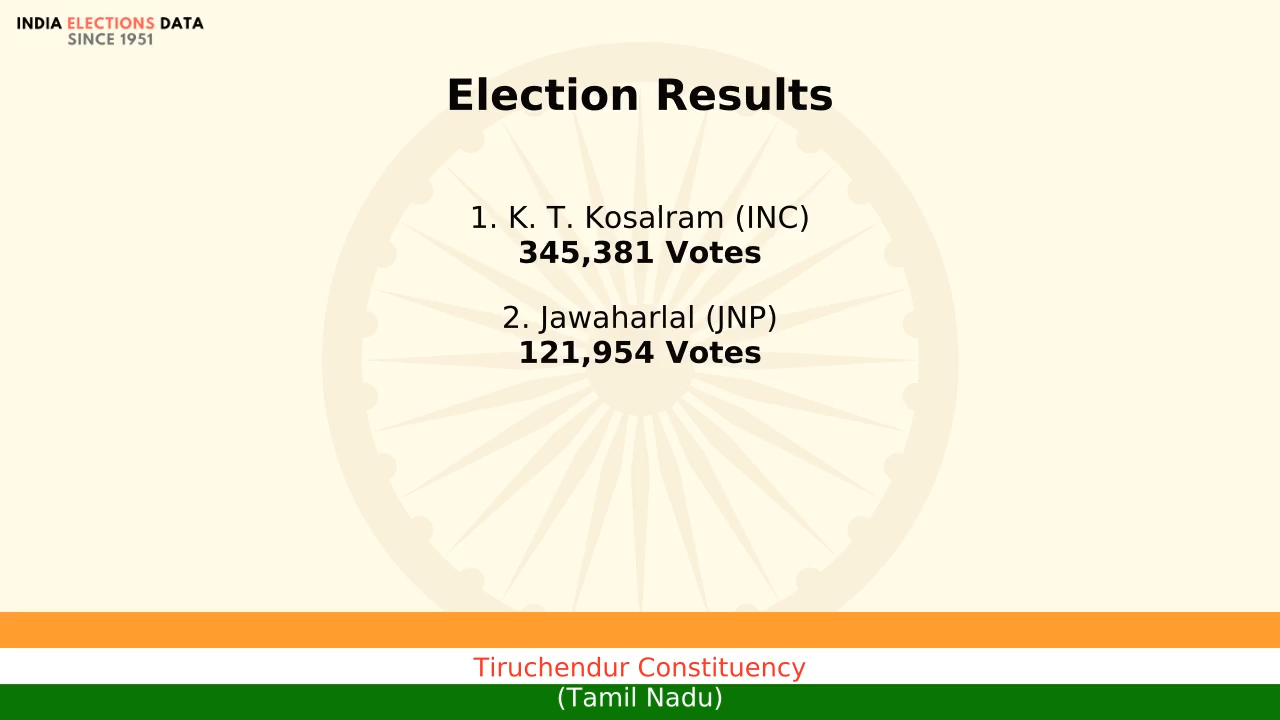 INDIA ELECTIONS DATA
SINCE 1951
Election Results
1. K. T. Kosalram (INC)
345,381 Votes
2. Jawaharlal (JNP)
121,954 Votes
Tiruchendur Constituency
(Tamil Nadu)